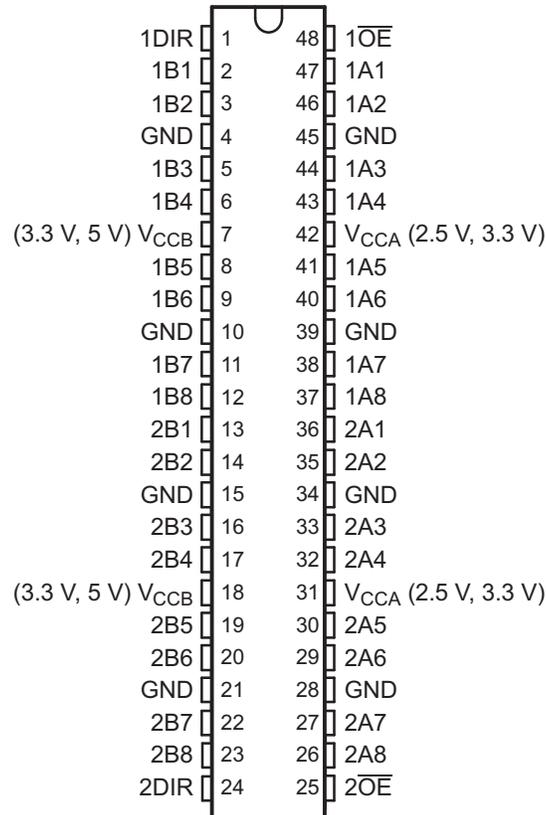 1DIR 1 48 1O̅E̅
1B1 2 47 1A1
1B2 3 46 1A2
GND 4 45 GND
1B3 5 44 1A3
1B4 6 43 1A4
(3.3 V, 5 V) VCCB 7 42 VCCA (2.5 V, 3.3 V)
1B5 8 41 1A5
1B6 9 40 1A6
GND 10 39 GND
1B7 11 38 1A7
1B8 12 37 1A8
2B1 13 36 2A1
2B2 14 35 2A2
GND 15 34 GND
2B3 16 33 2A3
2B4 17 32 2A4
(3.3 V, 5 V) VCCB 18 31 VCCA (2.5 V, 3.3 V)
2B5 19 30 2A5
2B6 20 29 2A6
GND 21 28 GND
2B7 22 27 2A7
2B8 23 26 2A8
2DIR 24 25 2O̅E̅